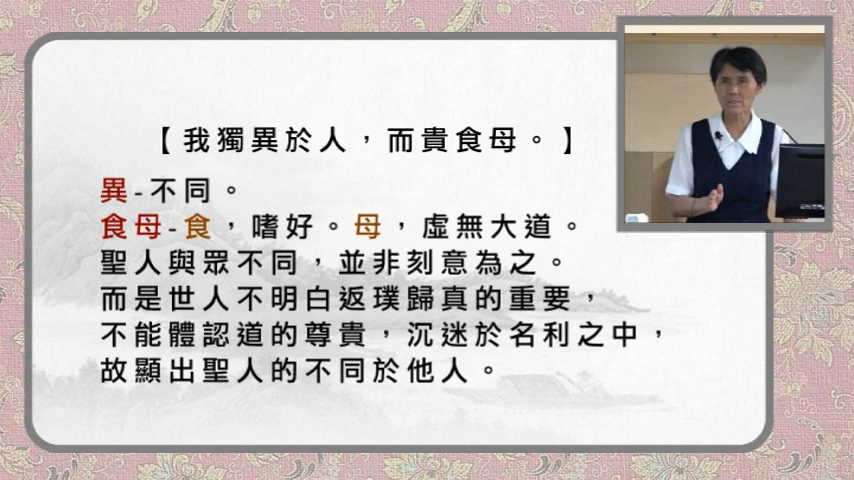 【我獨異於人，而貴食母。】
異-不同。
食母-食，嗜好。母，虛無大道。
聖人與眾不同，並非刻意為之。
而是世人不明白返璞歸真的重要，
不能體認道的尊貴，沉迷於名利之中，
故顯出聖人的不同於他人。